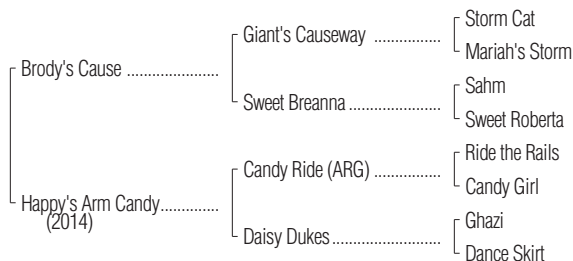 Storm Cat
Giant's Causeway ................
Mariah's Storm
Brody's Cause ......................
Sahm
Sweet Breanna ......................
Sweet Roberta
Ride the Rails
Candy Ride (ARG) ................
Candy Girl
Happy's Arm Candy..............
(2014)
Ghazi
Daisy Dukes..........................
Dance Skirt